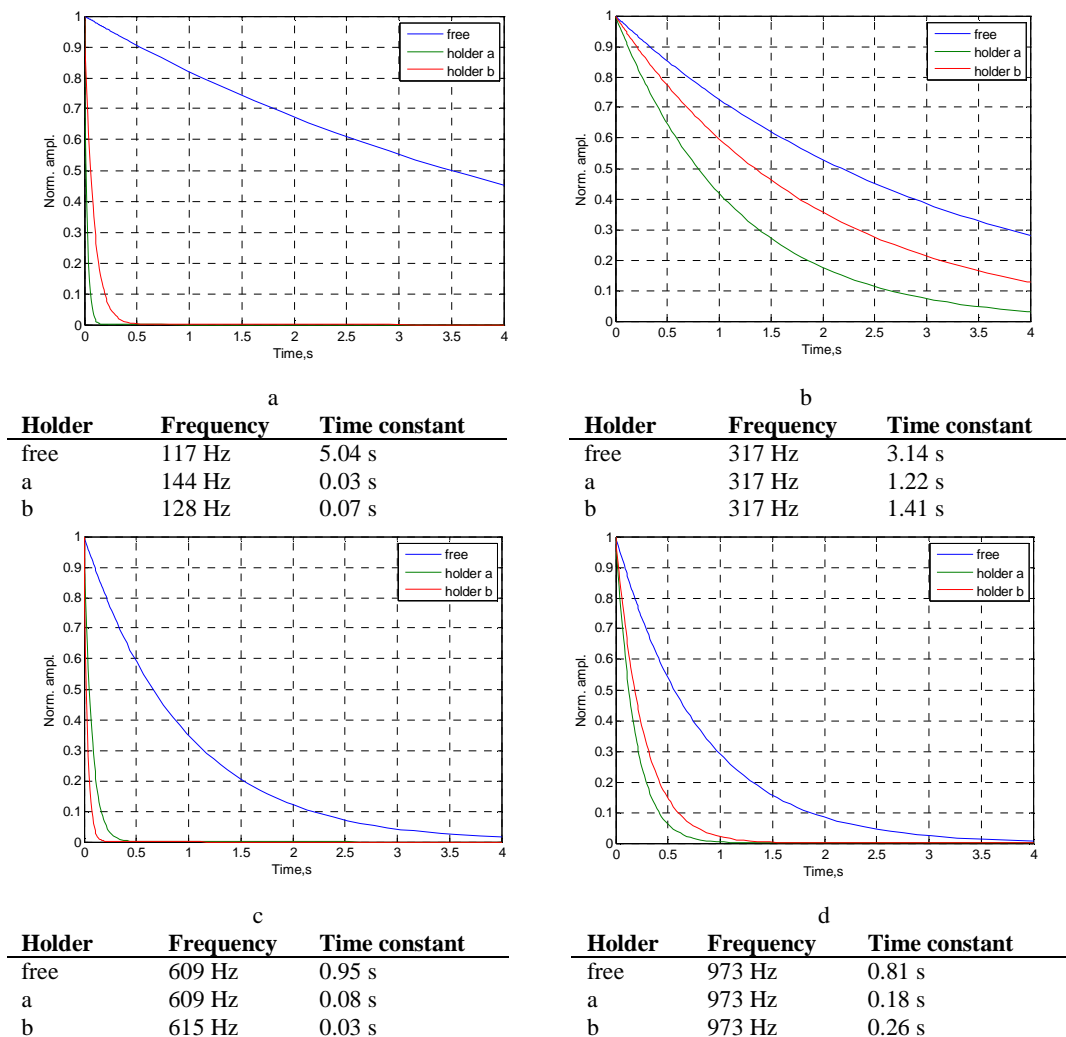 1
0.9
0.8
0.7
0.6
0.5
0.4
0.3
0.2
0.1
0
Norm. ampl.
0 0.5 1 1.5 2 2.5 3 3.5 4
Time,s
free
holder a
holder b
a
1
0.9
0.8
0.7
0.6
0.5
0.4
0.3
0.2
0.1
0
Norm. ampl.
0 0.5 1 1.5 2 2.5 3 3.5 4
Time,s
free
holder a
holder b
b
Holder Frequency Time constant
free 117 Hz 5.04 s
a 144 Hz 0.03 s
b 128 Hz 0.07 s
Holder Frequency Time constant
free 317 Hz 3.14 s
a 317 Hz 1.22 s
b 317 Hz 1.41 s
1
0.9
0.8
0.7
0.6
0.5
0.4
0.3
0.2
0.1
0
Norm. ampl.
0 0.5 1 1.5 2 2.5 3 3.5 4
Time,s
free
holder a
holder b
c
1
0.9
0.8
0.7
0.6
0.5
0.4
0.3
0.2
0.1
0
Norm. ampl.
0 0.5 1 1.5 2 2.5 3 3.5 4
Time,s
free
holder a
holder b
d
Holder Frequency Time constant
free 609 Hz 0.95 s
a 609 Hz 0.08 s
b 615 Hz 0.03 s
Holder Frequency Time constant
free 973 Hz 0.81 s
a 973 Hz 0.18 s
b 973 Hz 0.26 s